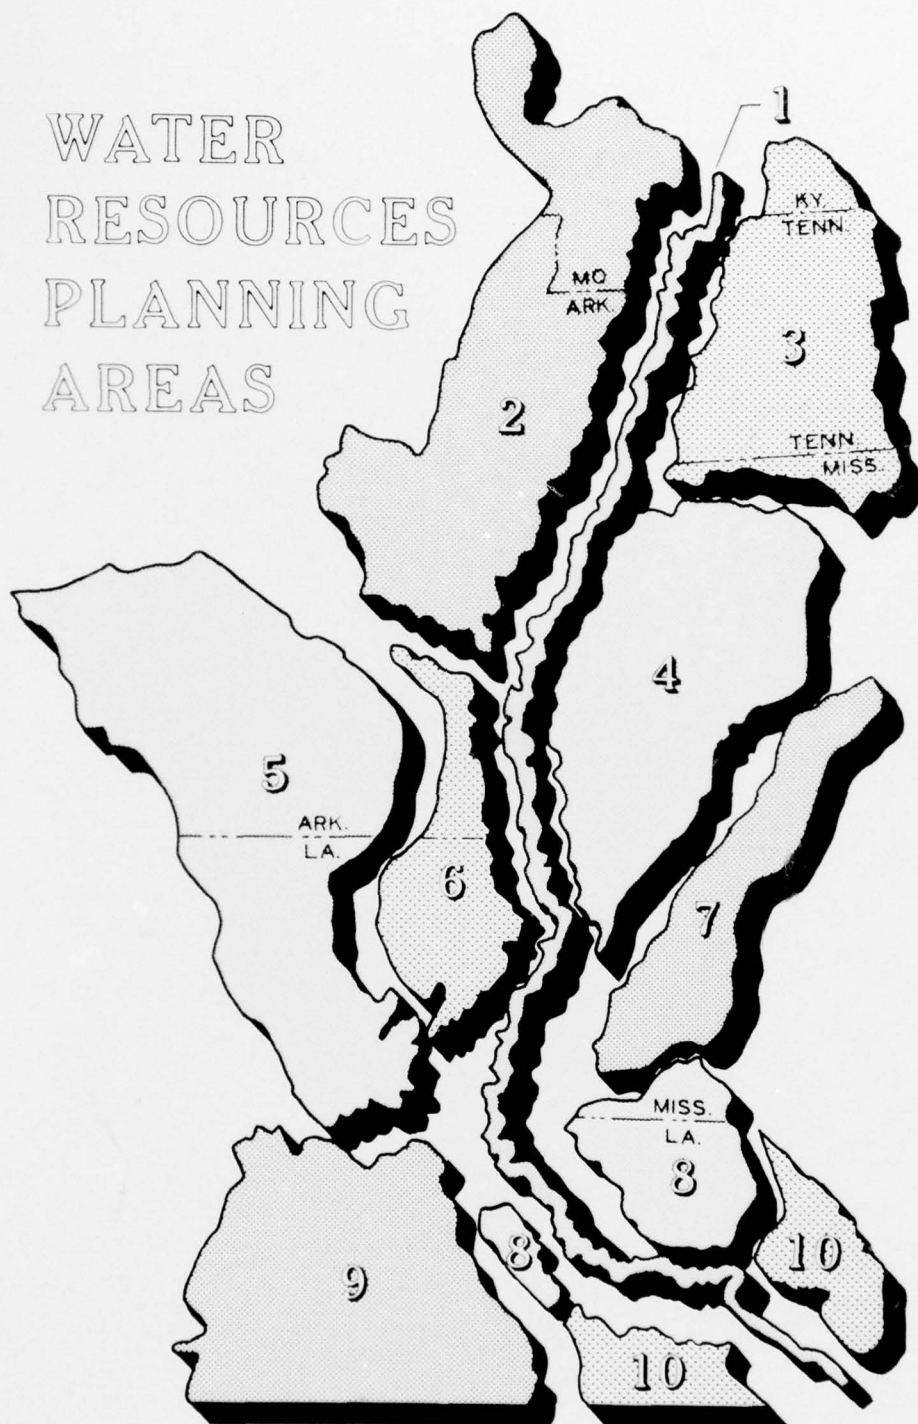 WATER
RESOURCES
PLANNING
AREAS
1
KY.
TENN.
MO
ARK.
3
2
TENN.
MISS.
4
5
ARK.
LA.
6
7
MISS.
LA.
8
8
10
9
10